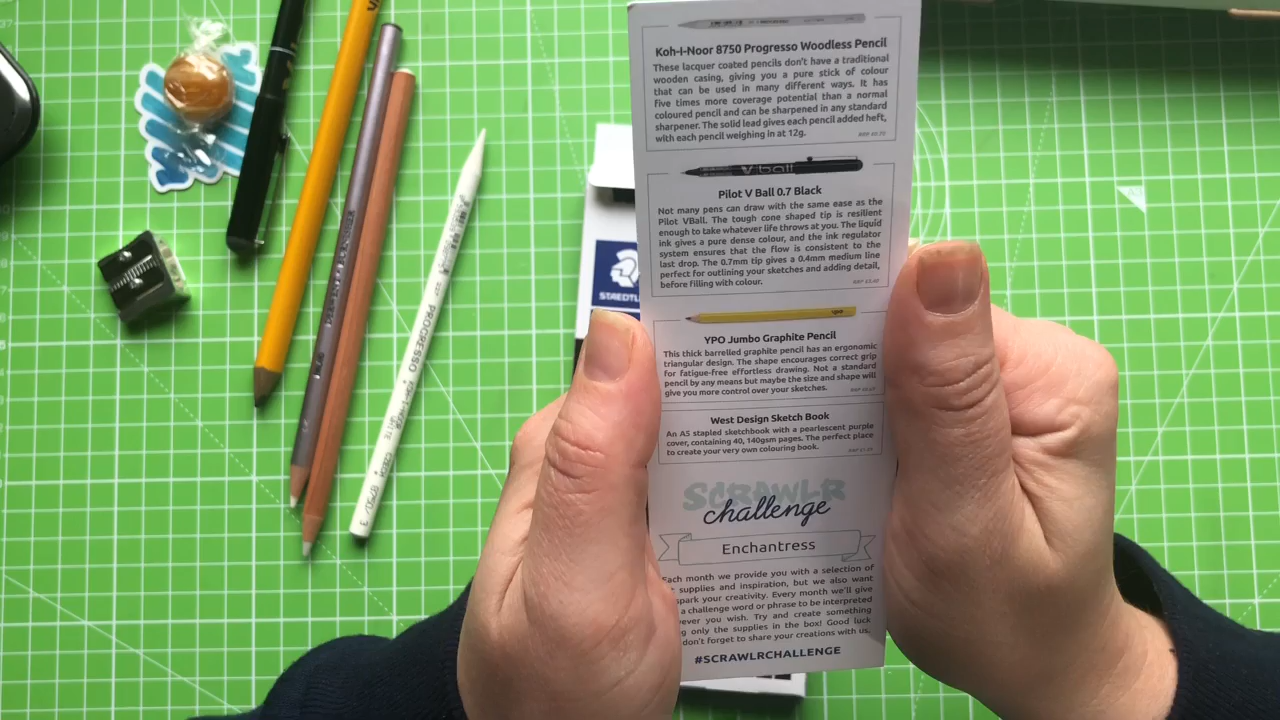 Koh-I-Noor 8750 Progresso Woodless Pencil
These lacquer coated pencils don't have a traditional
wooden casing, giving you a pure stick of colour
that can be used in many different ways. It has
five times more coverage potential than a normal
coloured pencil and can be sharpened in any standard
sharpener. The solid lead gives each pencil added heft,
with each pencil weighing in at 12g.
V ball
Pilot V Ball 0.7 Black
Not many pens can draw with the same ease as the
Pilot VBall. The tough cone shaped tip is resilient
enough to take whatever life throws at you. The liquid
ink gives a pure dense colour, and the ink regulator
system ensures that the flow is consistent to the
last drop. The 0.7mm tip gives a 0.4mm medium line
perfect for outlining your sketches and adding detail,
before filling with colour.
YPO Jumbo Graphite Pencil
This thick barrelled graphite pencil has an ergonomic
triangular design. The shape encourages correct grip
for fatigue-free effortless drawing. Not a standard
pencil by any means but maybe the size and shape will
give you more control over your sketches.
West Design Sketch Book
An A5 stapled sketchbook with a pearlescent purple
cover, containing 40, 140gsm pages. The perfect place
to create your very own colouring book.
SCRAWLR
challenge
Enchantress
Each month we provide you with a selection of
supplies and inspiration, but we also want
spark your creativity. Every month we'll give
a challenge word or phrase to be interpreted
ever you wish. Try and create something
g only the supplies in the box! Good luck
don't forget to share your creations with us.
#SCRAWLRCHALLENGE
STAEDTL
PROGRESSO